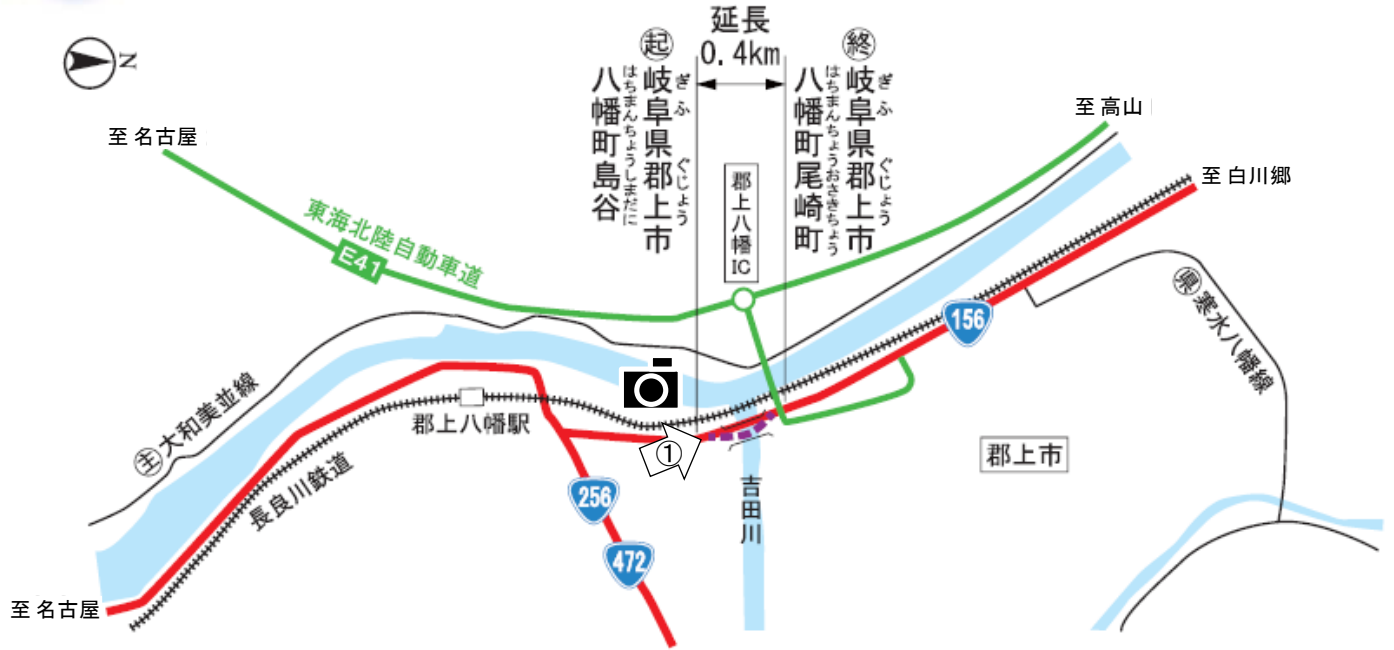 N
延長
0.4km
起
岐阜県郡上市
ぎふ ぐじょう
八幡町島谷
はちまんちょうしまだに
終
岐阜県郡上市
ぎふ ぐじょう
八幡町尾崎町
はちまんちょうおさきちょう
至 名古屋
至 高山
至 白川郷
郡上八幡
IC
東海北陸自動車道
E41
156
県 寒水八幡線
主 大和美並線
郡上八幡駅
長良川鉄道
①
郡上市
吉田川
256
472
至 名古屋